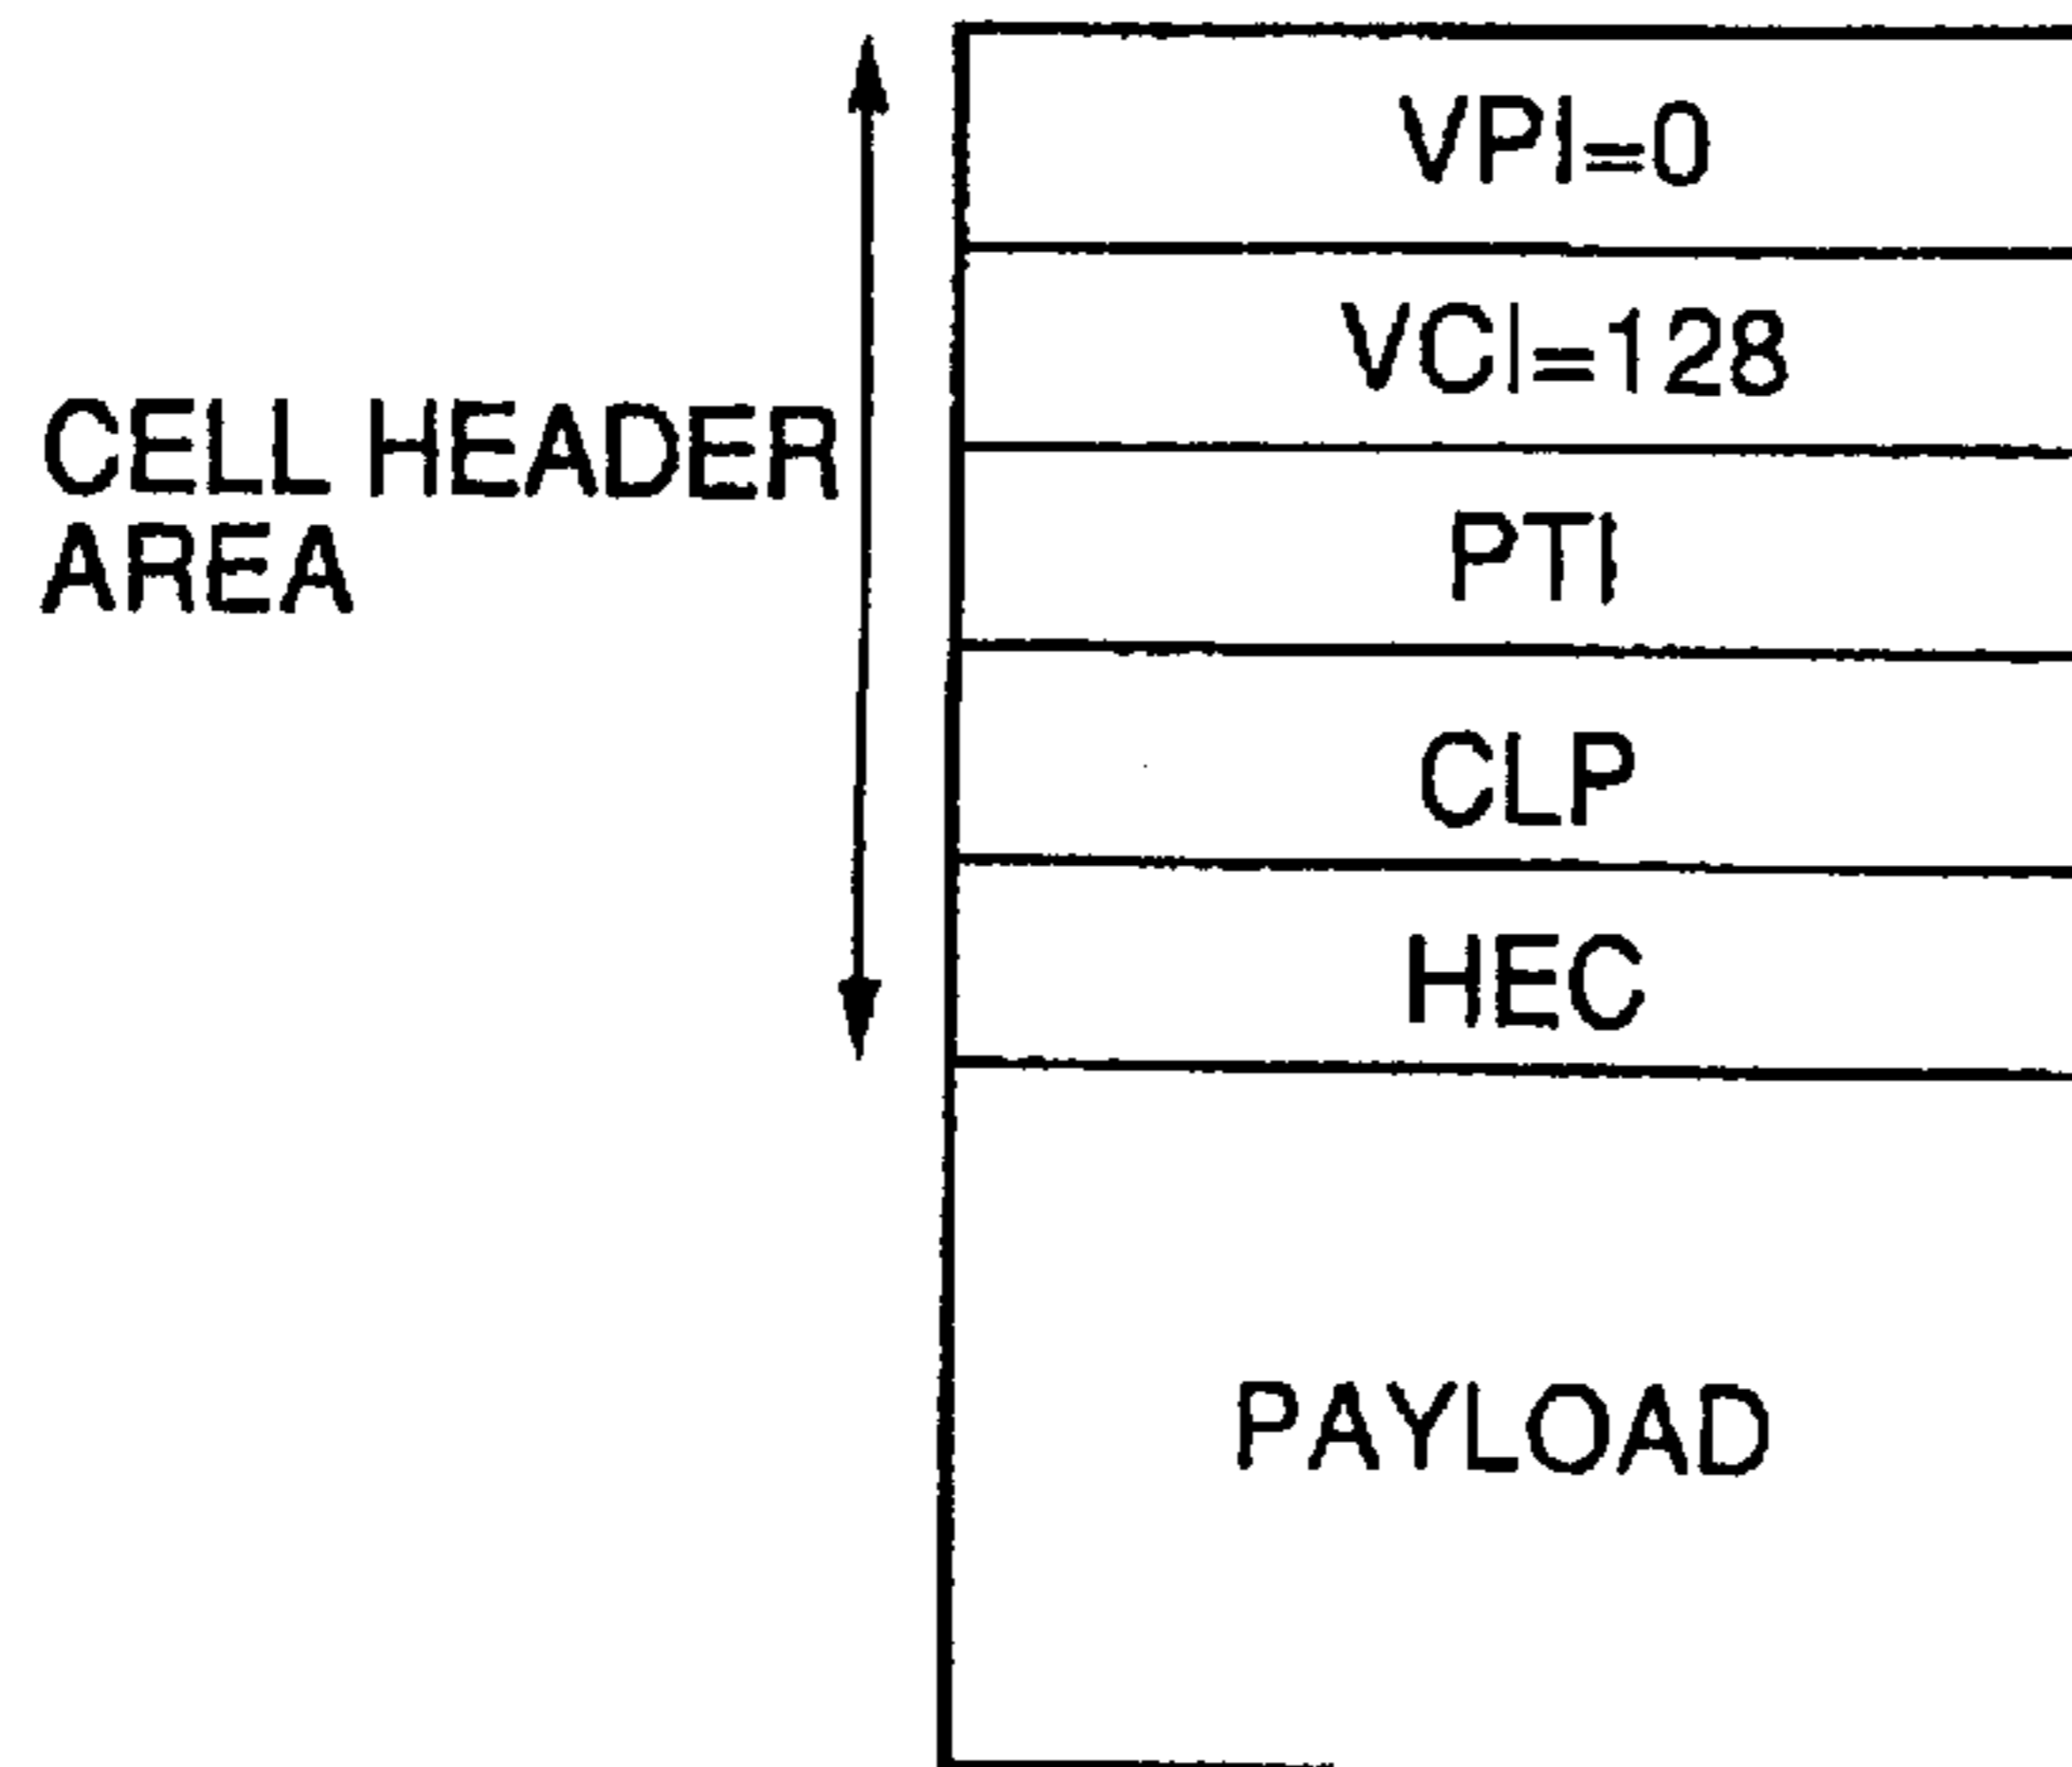 CELL HEADER
AREA
VPI=0
VCI=128
PTI
CLP
HEC
PAYLOAD